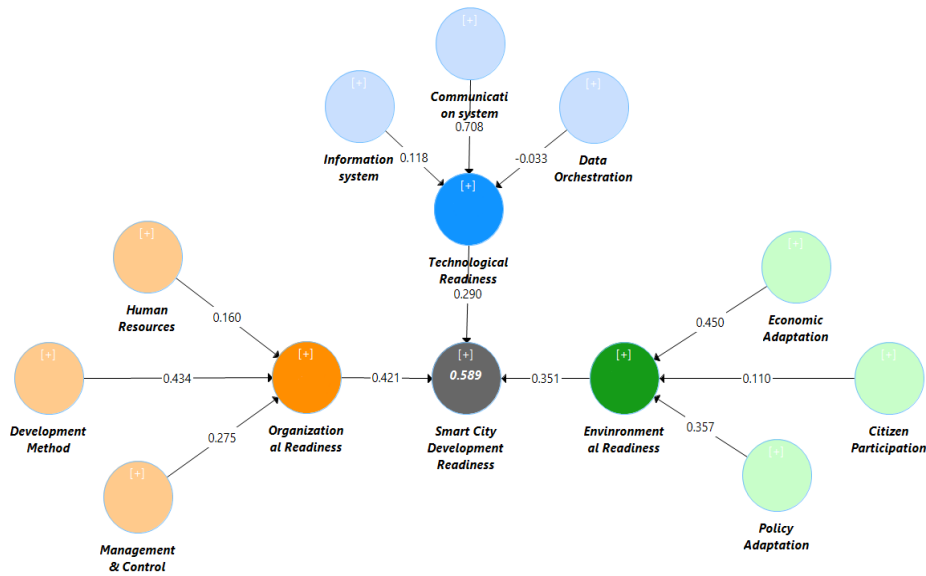 [+]
Communicati
on system
0.708
[+]
Information
system
0.118
[+]
Data
Orchestration
-0.033
[+]
Technological
Readiness
0.290
[+]
Human
Resources
0.160
[+]
Development
Method
0.434
[+]
Management
& Control
0.275
[+]
Organization
al Readiness
0.421
[+]
0.589
Smart City
Development
Readiness
0.351
[+]
Environment
al Readiness
[+]
Economic
Adaptation
0.450
[+]
Citizen
Participation
0.110
[+]
Policy
Adaptation
0.357